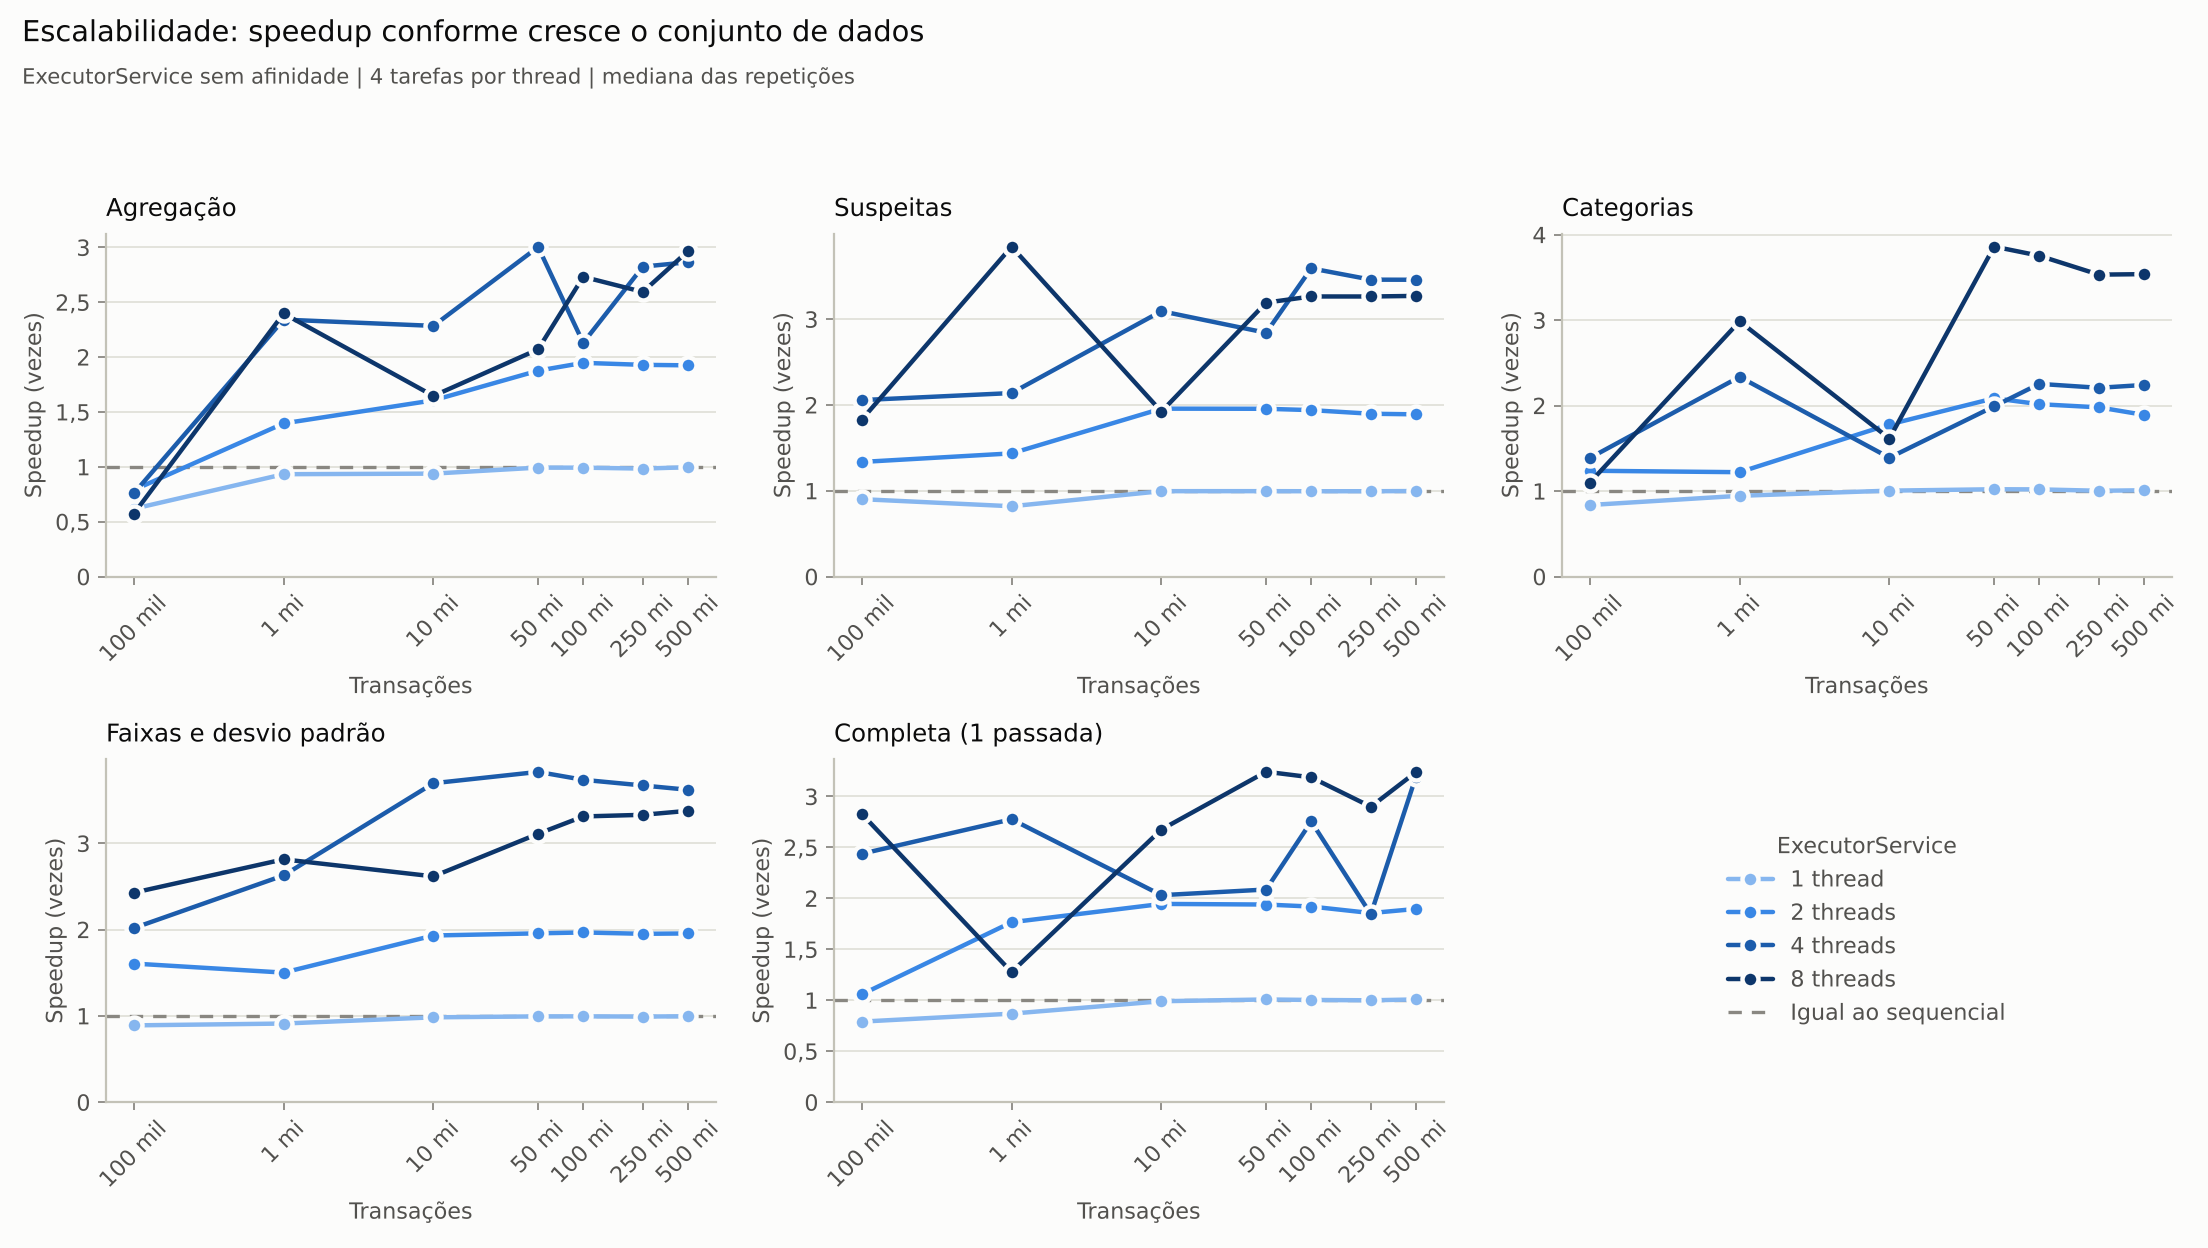 Escalabilidade: speedup conforme cresce o conjunto de dados
ExecutorService sem afinidade | 4 tarefas por thread | mediana das repetições
Agregação
Speedup (vezes)
3
2,5
2
1,5
1
0,5
0
100 mil
1 mi
10 mi
50 mi
100 mi
250 mi
500 mi
Transações
Suspeitas
Speedup (vezes)
3
2
1
0
100 mil
1 mi
10 mi
50 mi
100 mi
250 mi
500 mi
Transações
Categorias
Speedup (vezes)
4
3
2
1
0
100 mil
1 mi
10 mi
50 mi
100 mi
250 mi
500 mi
Transações
Faixas e desvio padrão
Speedup (vezes)
3
2
1
0
100 mil
1 mi
10 mi
50 mi
100 mi
250 mi
500 mi
Transações
Completa (1 passada)
Speedup (vezes)
3
2,5
2
1,5
1
0,5
0
100 mil
1 mi
10 mi
50 mi
100 mi
250 mi
500 mi
Transações
ExecutorService
1 thread
2 threads
4 threads
8 threads
Igual ao sequencial